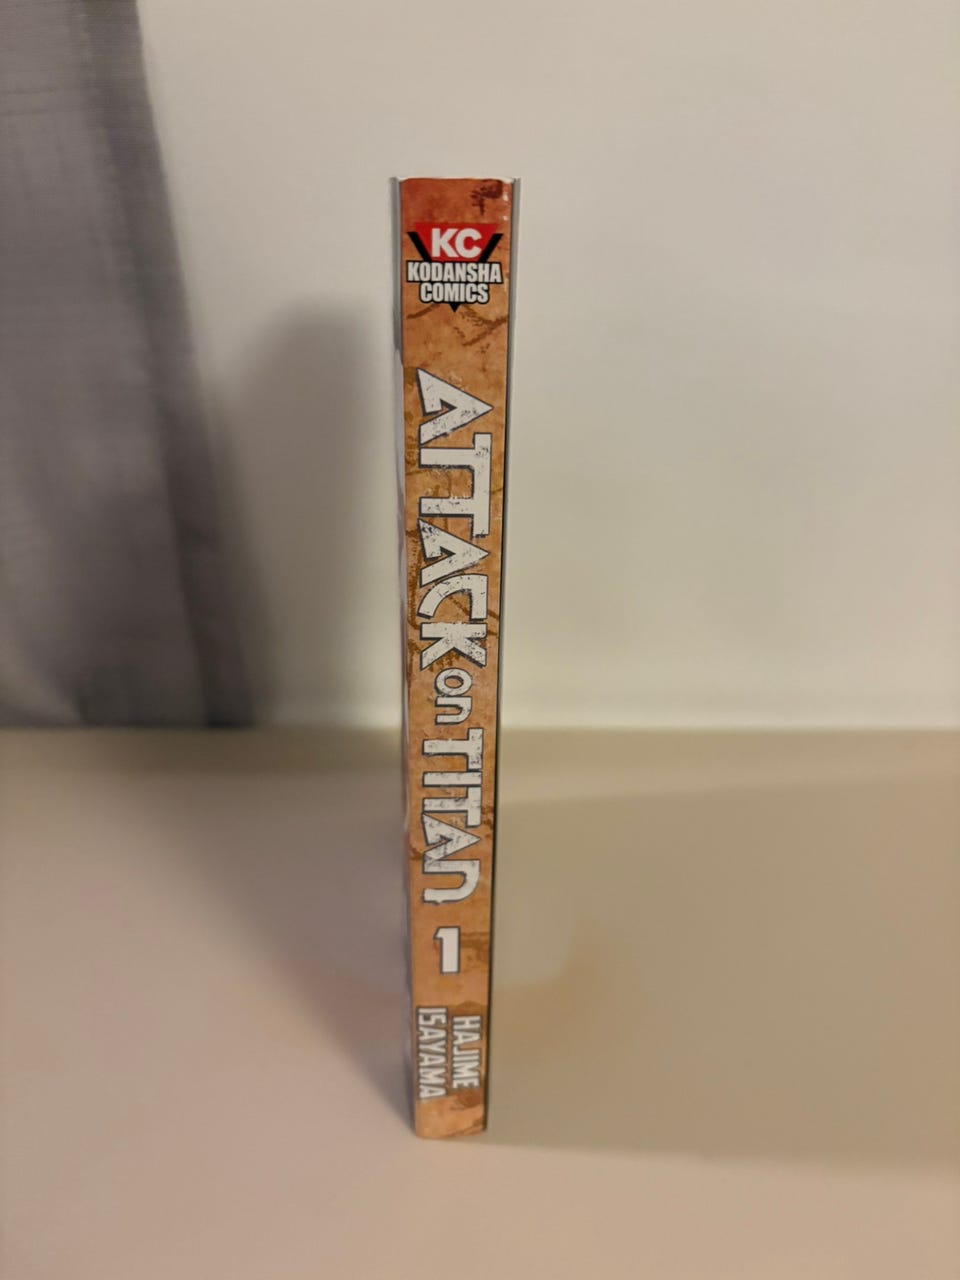 KC
KODANSHA
COMICS
ATTACK on TITAN
1
HAJIME
ISAYAMA